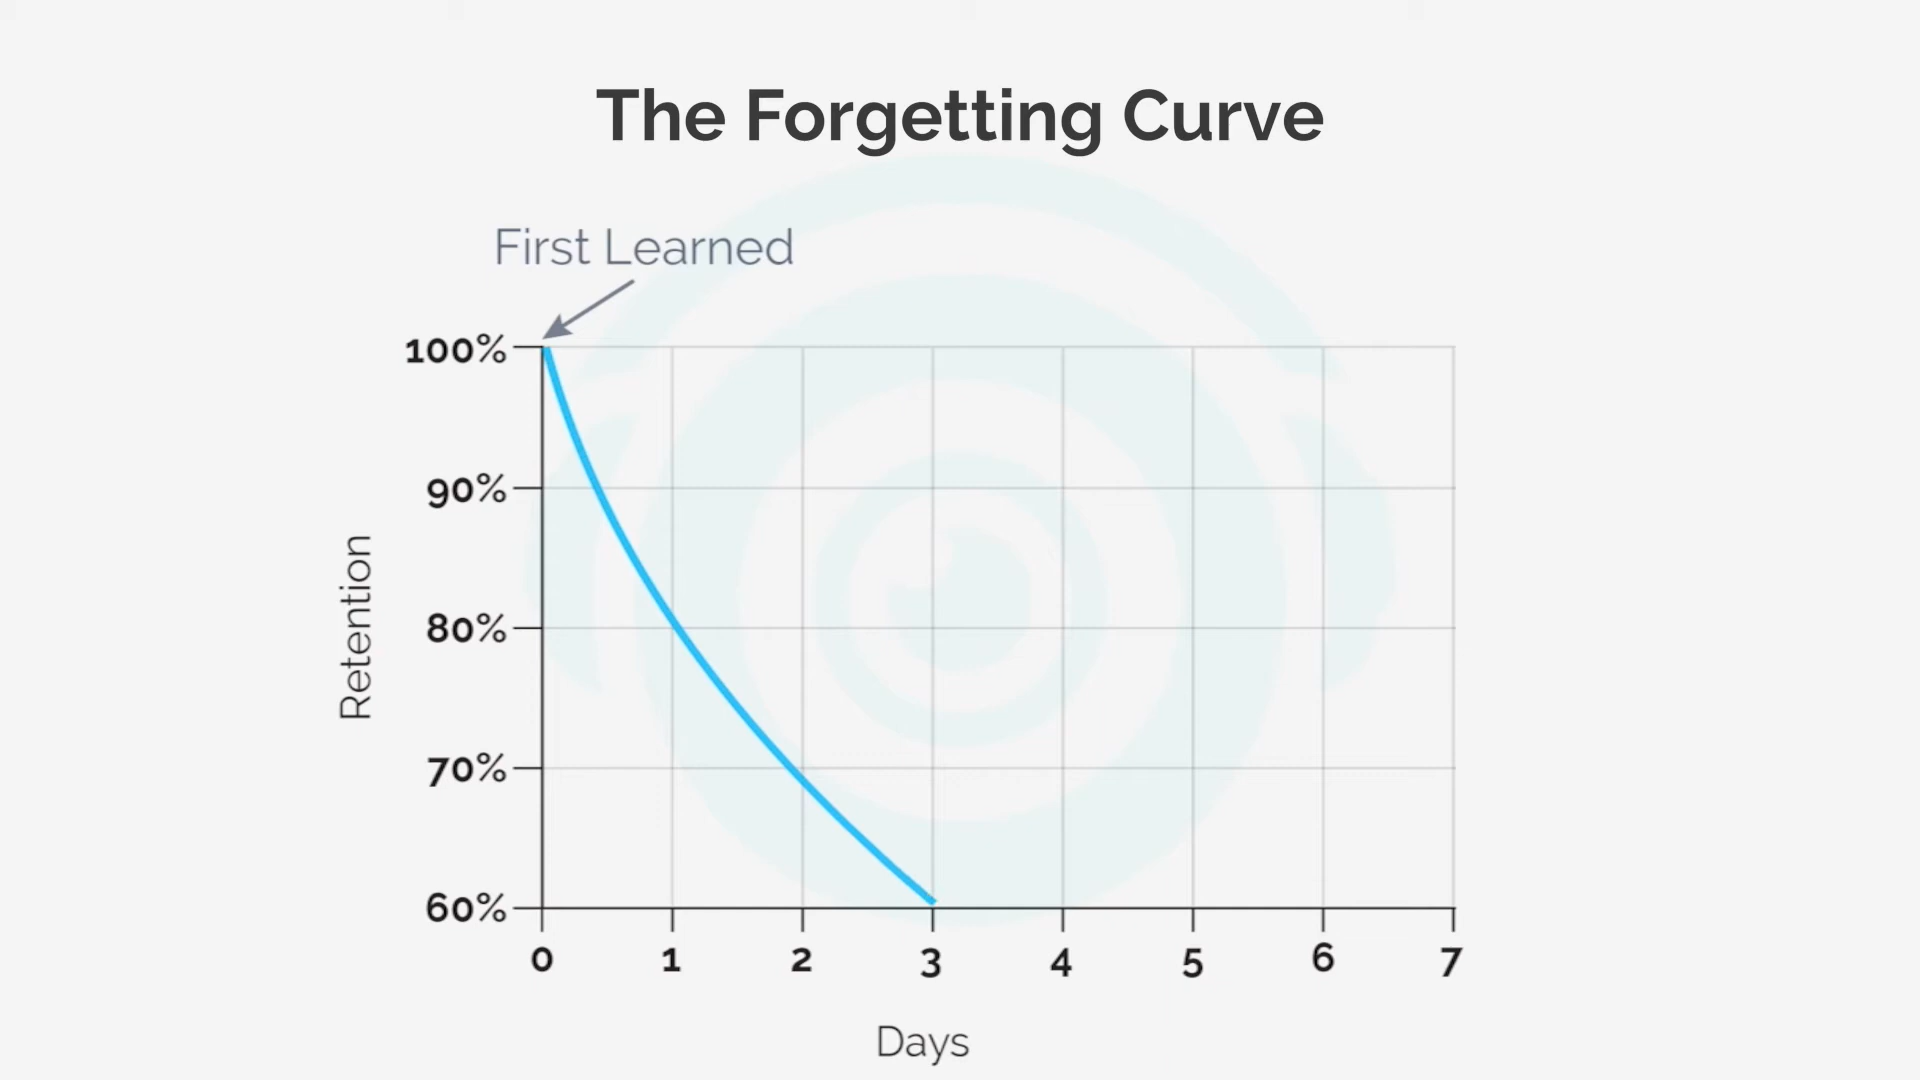 The Forgetting Curve
First Learned
100%
90%
80%
70%
60%
Retention
0 1 2 3 4 5 6 7
Days